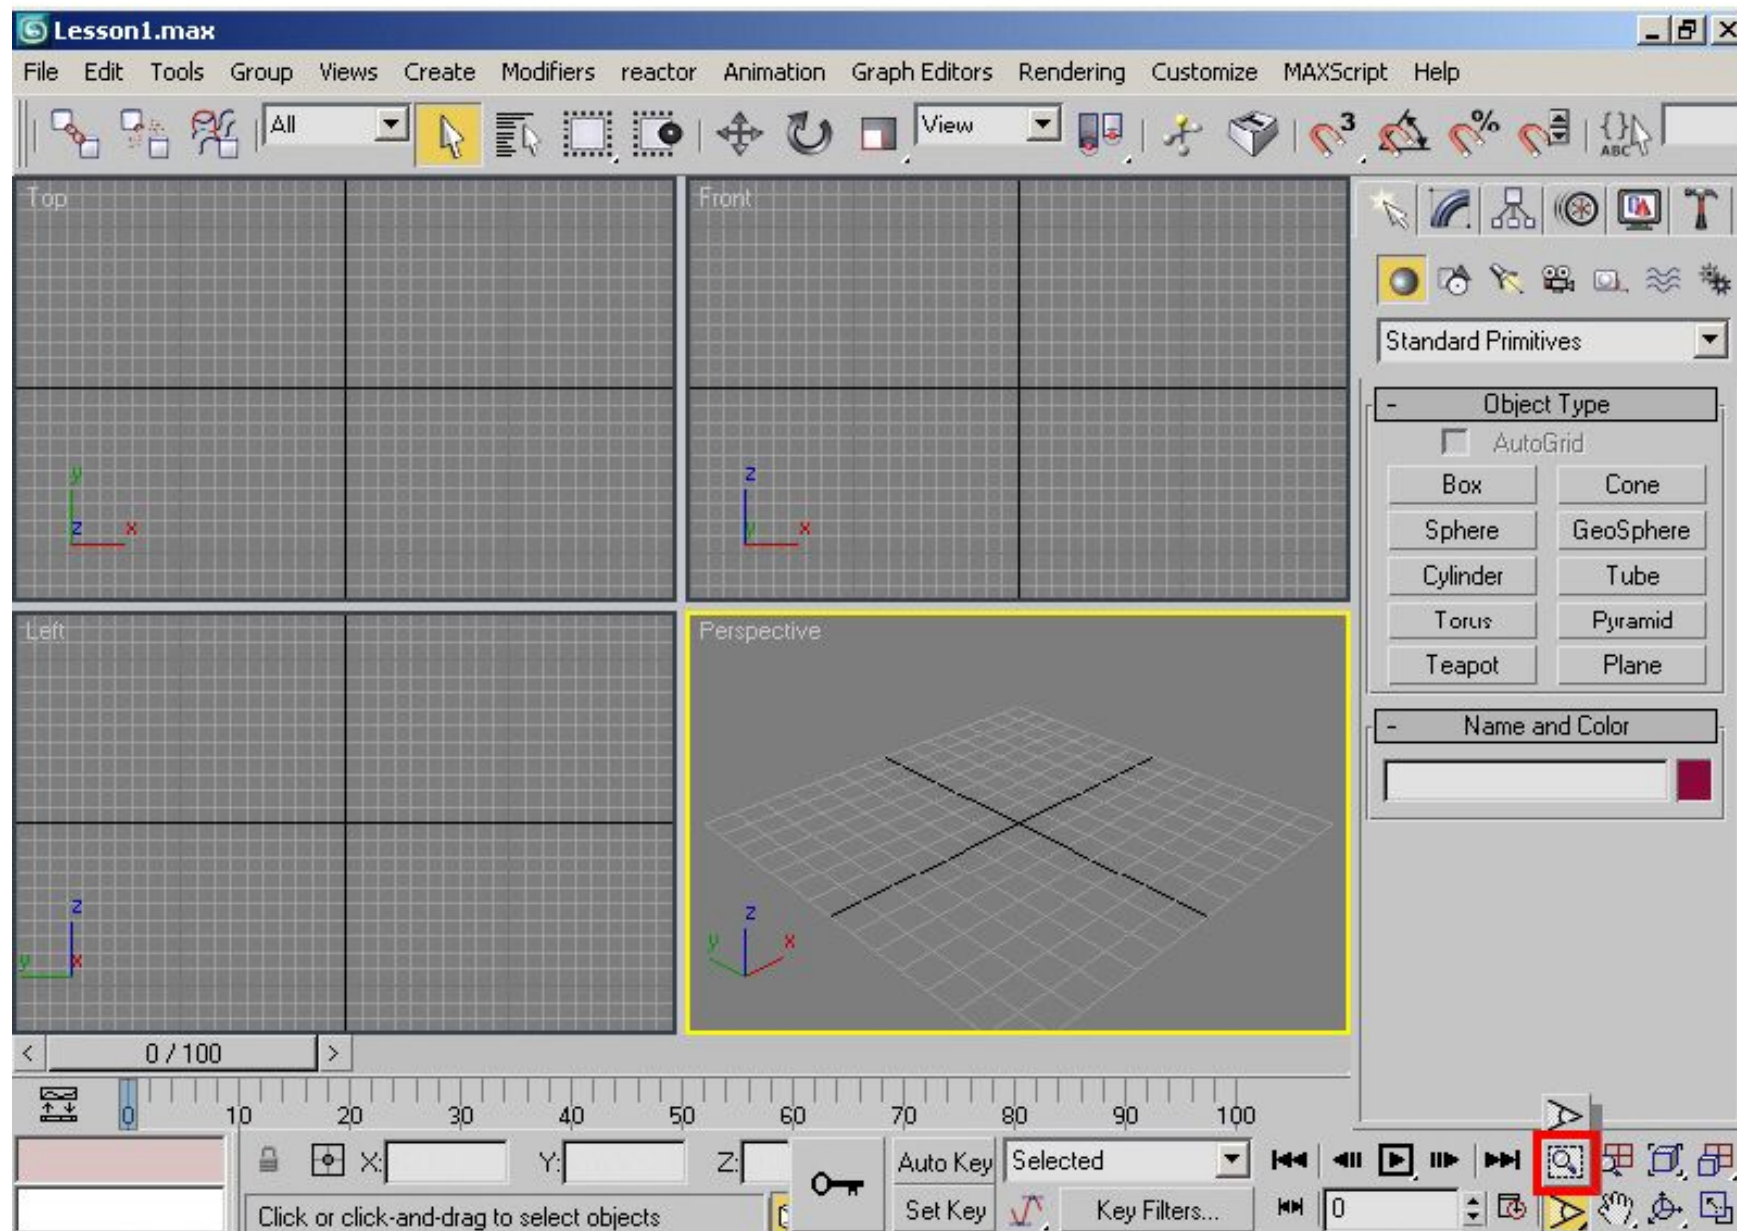 Lesson1.max
File Edit Tools Group Views Create Modifiers reactor Animation Graph Editors Rendering Customize MAXScript Help
All View 3 % ABC
Top Front
Standard Primitives
- Object Type
AutoGrid
Box Cone
y z
Sphere GeoSphere
z x y x
Cylinder Tube
Left Perspective
Torus Pyramid
Teapot Plane
- Name and Color
z z
y x y x
< 0 / 100 >
0 10 20 30 40 50 60 70 80 90 100
X: Y: Z: Auto Key Selected
Click or click-and-drag to select objects Set Key Key Filters... 0